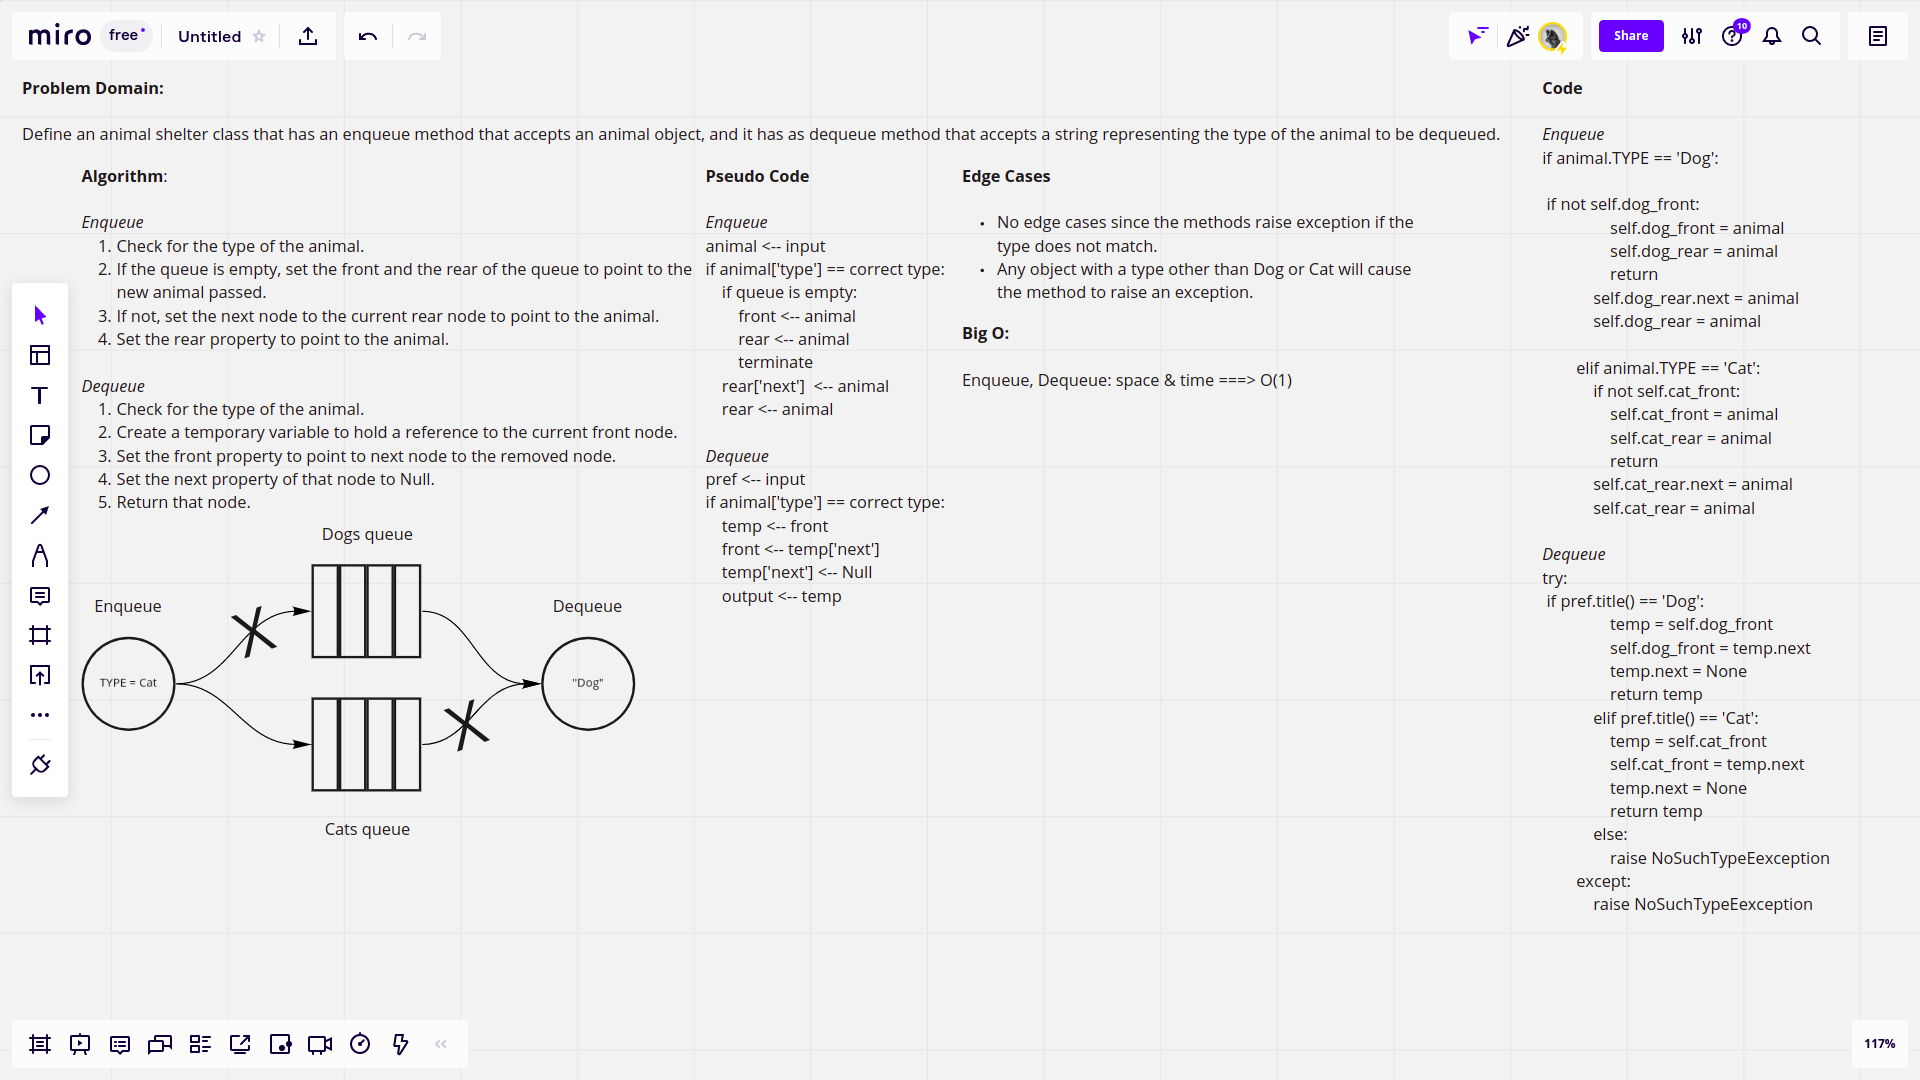 miro free Untitled Share 10
Problem Domain:
Define an animal shelter class that has an enqueue method that accepts an animal object, and it has as dequeue method that accepts a string representing the type of the animal to be dequeued.
Algorithm:
Enqueue
1. Check for the type of the animal.
2. If the queue is empty, set the front and the rear of the queue to point to the
new animal passed.
3. If not, set the next node to the current rear node to point to the animal.
4. Set the rear property to point to the animal.
Dequeue
1. Check for the type of the animal.
2. Create a temporary variable to hold a reference to the current front node.
3. Set the front property to point to next node to the removed node.
4. Set the next property of that node to Null.
5. Return that node.
Dogs queue
Enqueue
Dequeue
TYPE = Cat
"Dog"
Cats queue
Pseudo Code
Enqueue
animal <-- input
if animal['type'] == correct type:
if queue is empty:
front <-- animal
rear <-- animal
terminate
rear['next'] <-- animal
rear <-- animal
Dequeue
pref <-- input
if animal['type'] == correct type:
temp <-- front
front <-- temp['next']
temp['next'] <-- Null
output <-- temp
Edge Cases
• No edge cases since the methods raise exception if the
type does not match.
• Any object with a type other than Dog or Cat will cause
the method to raise an exception.
Big O:
Enqueue, Dequeue: space & time ===> O(1)
Code
Enqueue
if animal.TYPE == 'Dog':
if not self.dog_front:
self.dog_front = animal
self.dog_rear = animal
return
self.dog_rear.next = animal
self.dog_rear = animal
elif animal.TYPE == 'Cat':
if not self.cat_front:
self.cat_front = animal
self.cat_rear = animal
return
self.cat_rear.next = animal
self.cat_rear = animal
Dequeue
try:
if pref.title() == 'Dog':
temp = self.dog_front
self.dog_front = temp.next
temp.next = None
return temp
elif pref.title() == 'Cat':
temp = self.cat_front
self.cat_front = temp.next
temp.next = None
return temp
else:
raise NoSuchTypeEexception
except:
raise NoSuchTypeEexception
117%